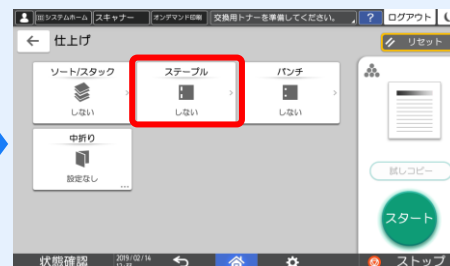 システムホーム スキャナー オンデマンド印刷 交換用トナーを準備してください。 ? ログアウト
← 仕上げ リセット
ソート/スタック ステープル パンチ
しない しない しない
中折り
設定なし
試しコピー
スタート
状態確認 2019/02/14 ストップ